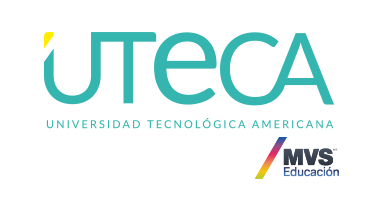 UTECA
UNIVERSIDAD TECNOLÓGICA AMERICANA
MVS
Educación